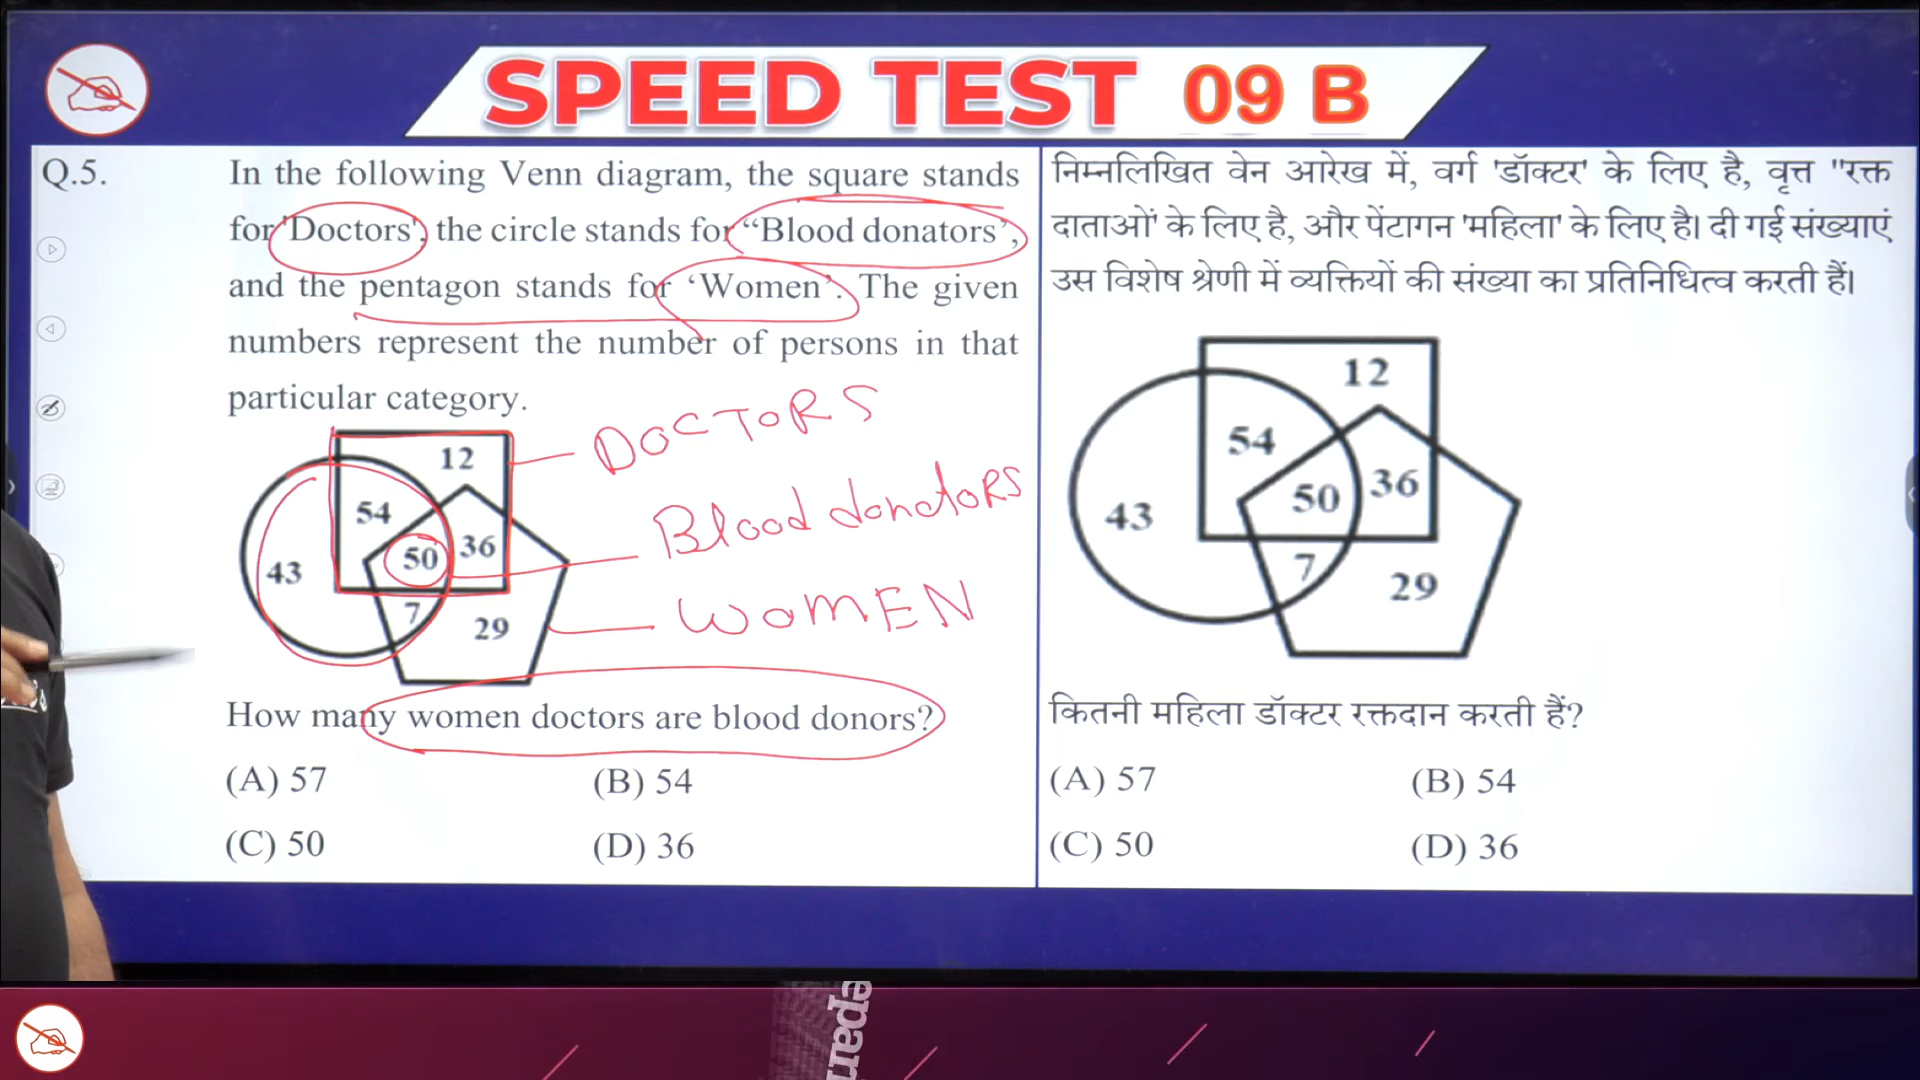 SPEED TEST 09 B
Q.5.
In the following Venn diagram, the square stands
for 'Doctors', the circle stands for “Blood donators’,
and the pentagon stands for ‘Women’. The given
numbers represent the number of persons in that
particular category.
12
54
50
36
43
7
29
DOCTORS
Blood donators
WOMEN
How many women doctors are blood donors?
(A) 57
(B) 54
(C) 50
(D) 36
निम्नलिखित वेन आरेख में, वर्ग 'डॉक्टर' के लिए है, वृत्त "रक्त
दाताओं' के लिए है, और पेंटागन 'महिला' के लिए है। दी गई संख्याएं
उस विशेष श्रेणी में व्यक्तियों की संख्या का प्रतिनिधित्व करती हैं।
12
54
50
36
43
7
29
कितनी महिला डॉक्टर रक्तदान करती हैं?
(A) 57
(B) 54
(C) 50
(D) 36
epar